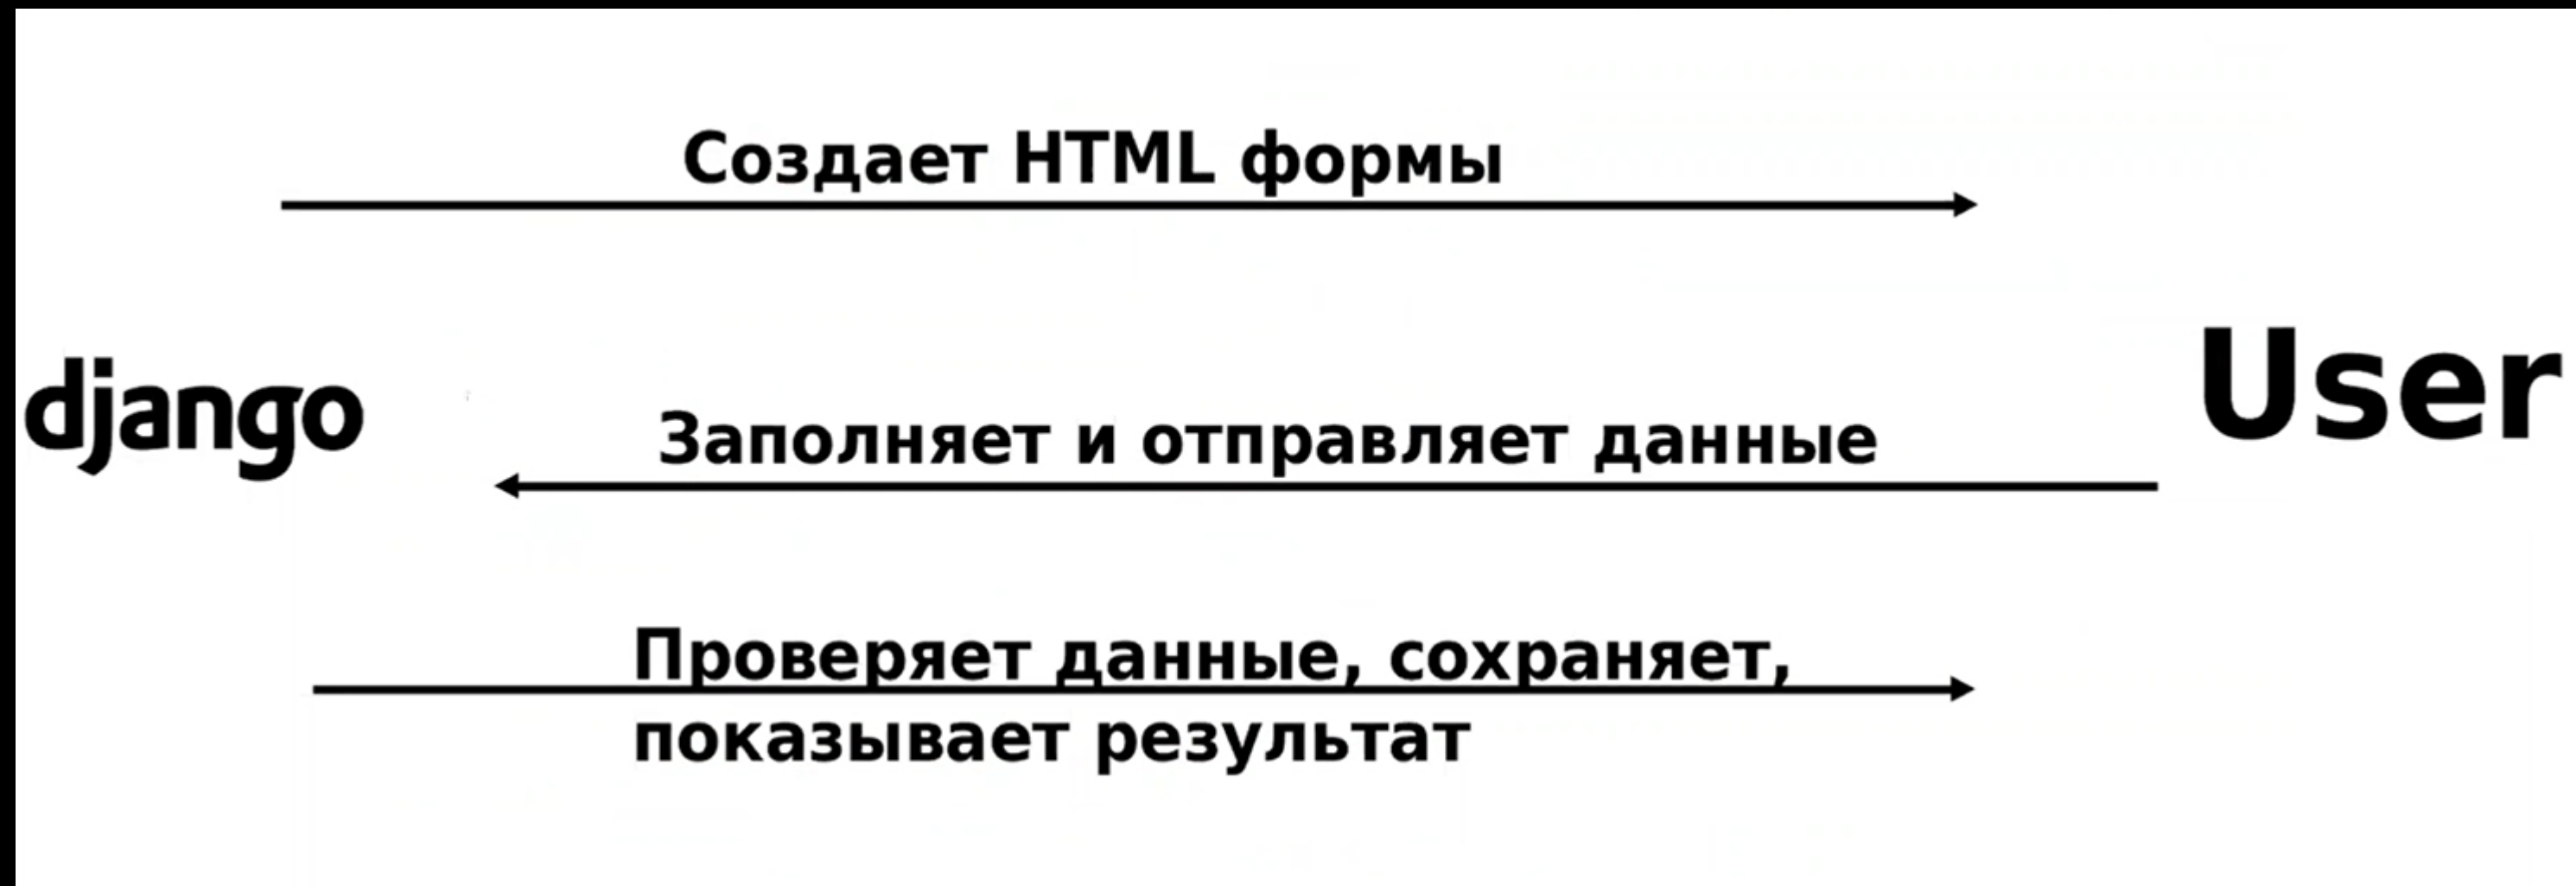 Создает HTML формы
django
User
Заполняет и отправляет данные
Проверяет данные, сохраняет,
показывает результат